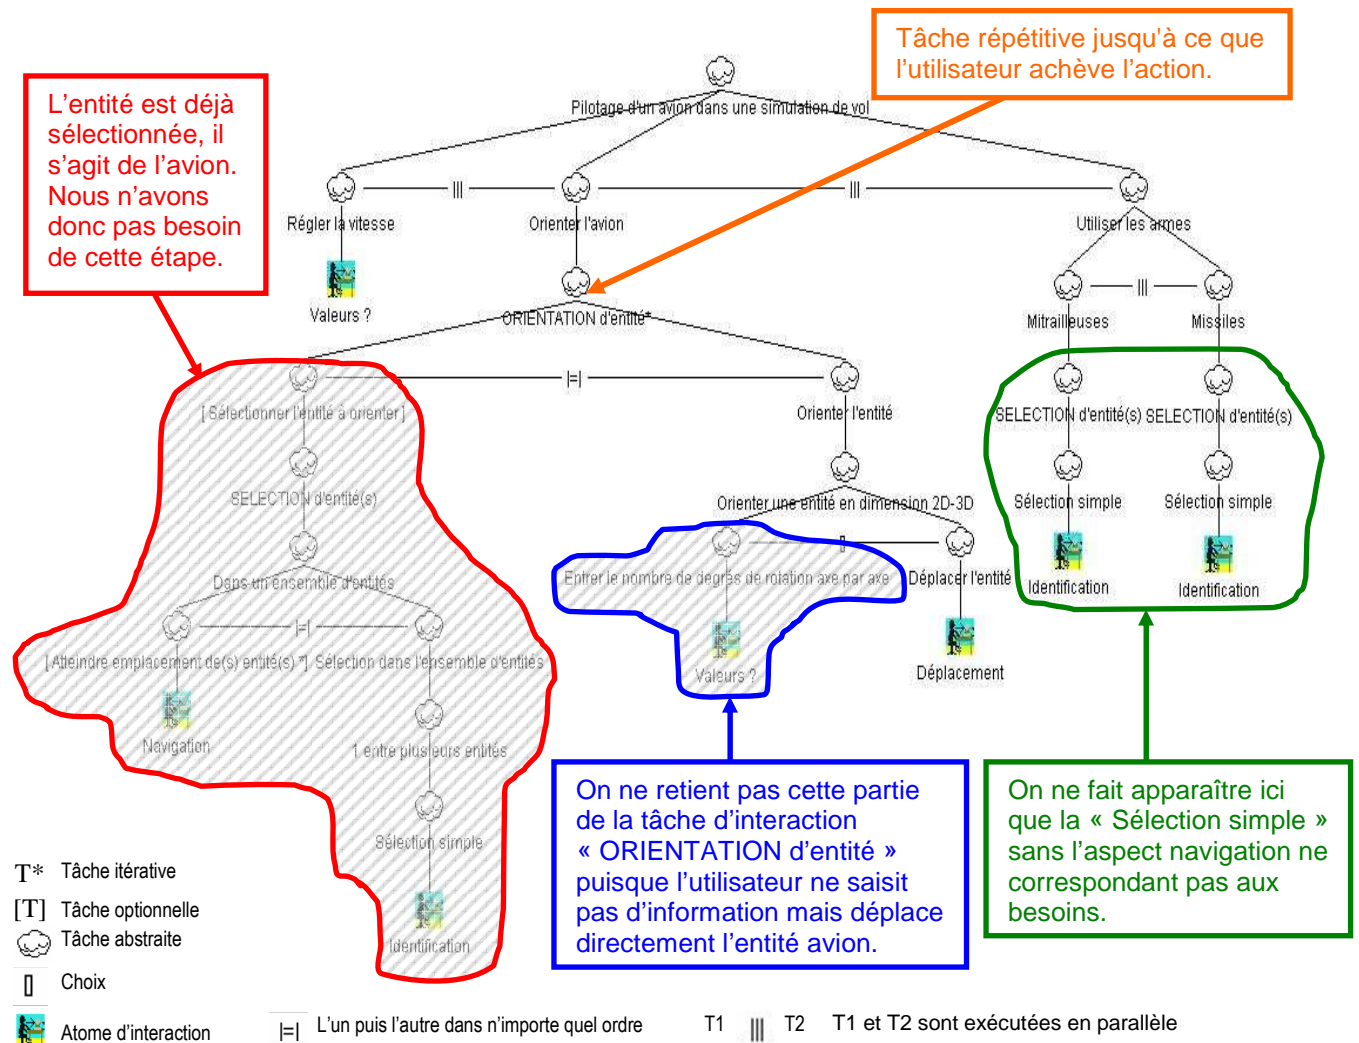 Tâche répétitive jusqu'à ce que
l'utilisateur achève l'action.
L'entité est déjà
sélectionnée, il
s'agit de l'avion.
Nous n'avons
donc pas besoin
de cette étape.
Pilotage d'un avion dans une simulation de vol
|||
|||
Régler la vitesse
Orienter l'avion
Utiliser les armes
Valeurs ?
ORIENTATION d'entité*
|||
Mitrailleuses
Missiles
|=|
[ Sélectionner l'entité à orienter ]
Orienter l'entité
SELECTION d'entité(s)
SELECTION d'entité(s)
SELECTION d'entité(s)
Orienter une entité en dimension 2D-3D
Sélection simple
Sélection simple
[]
Dans un ensemble d'entités
Entrer le nombre de degrés de rotation axe par axe
Déplacer l'entité
Identification
Identification
|=|
[ Atteindre emplacement de(s) entité(s) *]
Sélection dans l'ensemble d'entités
Valeurs ?
Déplacement
Navigation
1 entre plusieurs entités
Sélection simple
Identification
On ne retient pas cette partie
de la tâche d'interaction
« ORIENTATION d'entité »
puisque l'utilisateur ne saisit
pas d'information mais déplace
directement l'entité avion.
On ne fait apparaître ici
que la « Sélection simple »
sans l'aspect navigation ne
correspondant pas aux
besoins.
T* Tâche itérative
[T] Tâche optionnelle
Tâche abstraite
[] Choix
Atome d'interaction
|=| L'un puis l'autre dans n'importe quel ordre
T1 ||| T2 T1 et T2 sont exécutées en parallèle